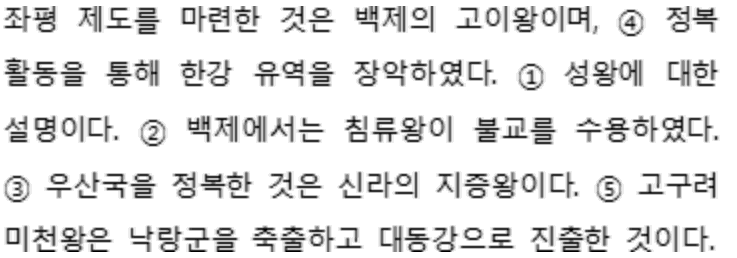 좌평 제도를 마련한 것은 백제의 고이왕이며, ④ 정복
활동을 통해 한강 유역을 장악하였다. ① 성왕에 대한
설명이다. ② 백제에서는 침류왕이 불교를 수용하였다.
③ 우산국을 정복한 것은 신라의 지증왕이다. ⑤ 고구려
미천왕은 낙랑군을 축출하고 대동강으로 진출한 것이다.